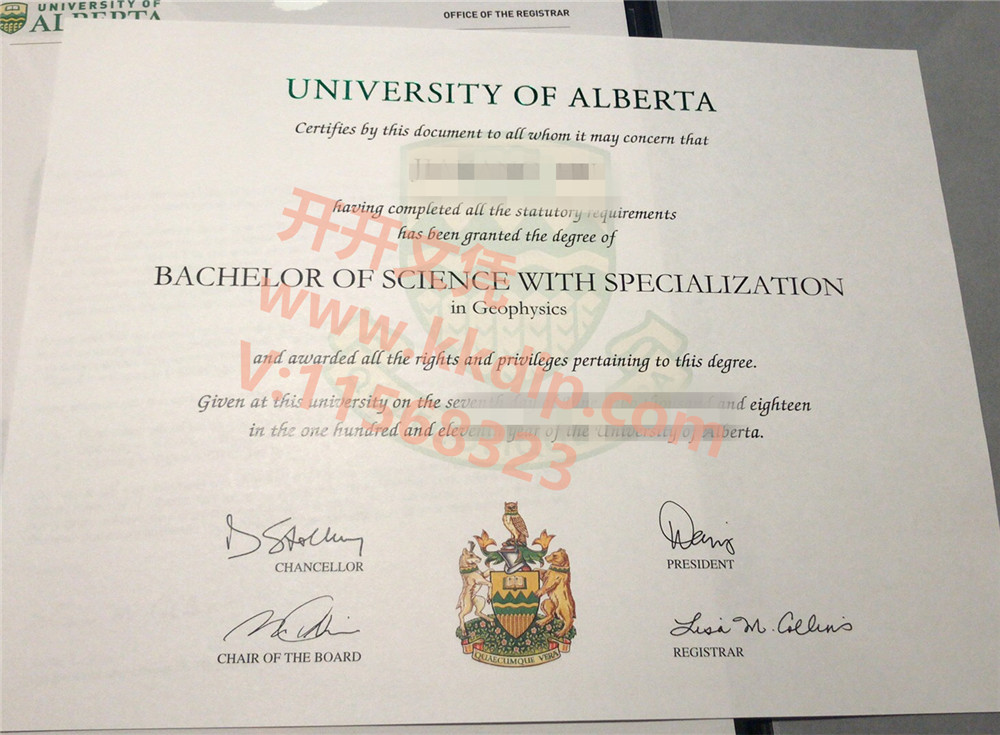 UNIVERSITY OF
ALBERTA
OFFICE OF THE REGISTRAR
UNIVERSITY OF ALBERTA
Certifies by this document to all whom it may concern that
having completed all the statutory requirements
has been granted the degree of
BACHELOR OF SCIENCE WITH SPECIALIZATION
in Geophysics
and awarded all the rights and privileges pertaining to this degree.
Given at this university on the seventh and eighteen
in the one hundred and eleventh year of the University of Alberta.
开开文凭
www.kkdip.com
V:11568323
CHANCELLOR
PRESIDENT
CHAIR OF THE BOARD
Lisa M. Collins
REGISTRAR
QUAECUMQUE VERA